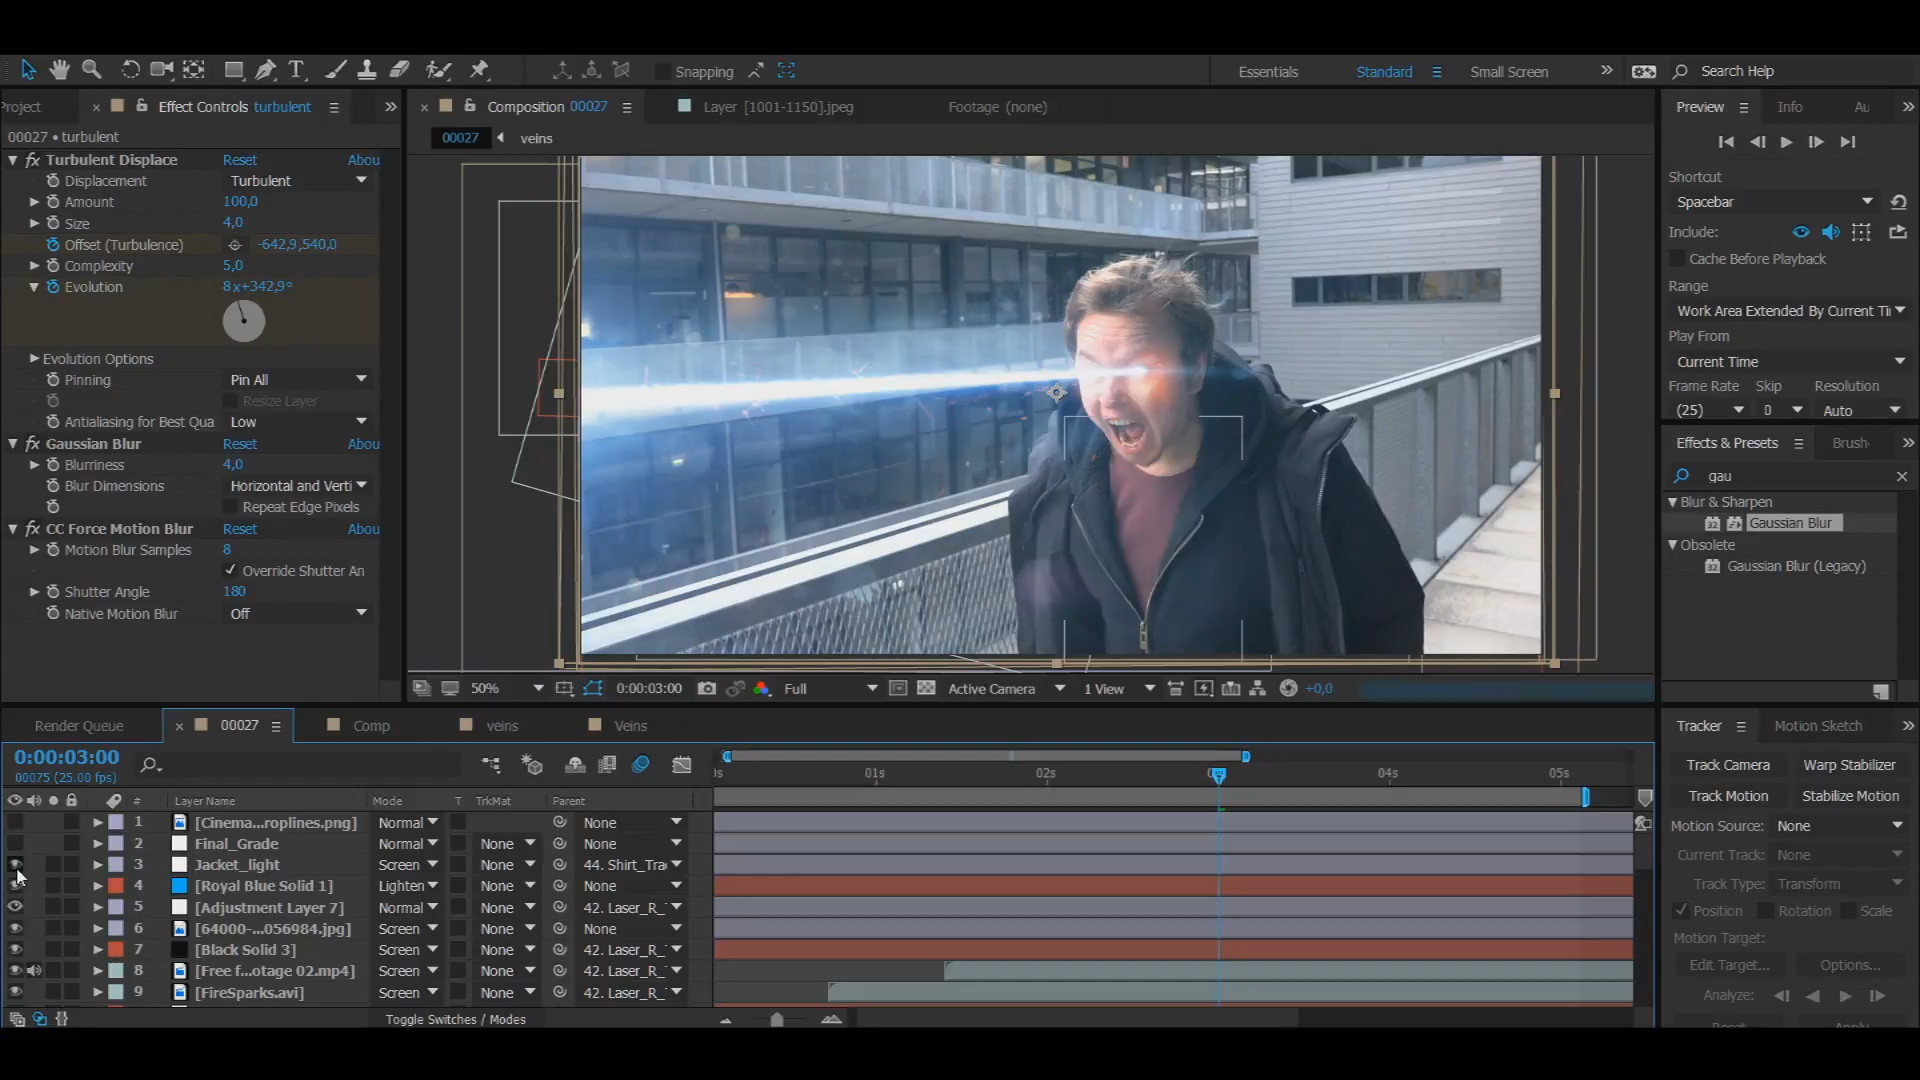 Snapping
Essentials
Standard
Small Screen
Search Help
Project
Effect Controls turbulent
Composition 00027
Layer [1001-1150].jpeg
Footage (none)
Preview
Info
Au
00027 • turbulent
00027
veins
Turbulent Displace
Reset
Abou
Displacement
Turbulent
Amount
100,0
Size
4,0
Offset (Turbulence)
-642,9,540,0
Complexity
5,0
Evolution
8x+342,9°
Evolution Options
Pinning
Pin All
Resize Layer
Antialiasing for Best Qua
Low
Gaussian Blur
Reset
Abou
Blurriness
4,0
Blur Dimensions
Horizontal and Verti
Repeat Edge Pixels
CC Force Motion Blur
Reset
Abou
Motion Blur Samples
8
Override Shutter An
Shutter Angle
180
Native Motion Blur
Off
50%
0:00:03:00
Full
Active Camera
1 View
+0,0
Shortcut
Spacebar
Include:
Cache Before Playback
Range
Work Area Extended By Current Ti
Play From
Current Time
Frame Rate
Skip
Resolution
(25)
0
Auto
Effects & Presets
Brush
gau
Blur & Sharpen
Gaussian Blur
Obsolete
Gaussian Blur (Legacy)
Render Queue
00027
Comp
veins
Veins
0:00:03:00
00075 (25.00 fps)
01s
02s
04s
05s
# Layer Name
Mode
T TrkMat
Parent
1 [Cinema...roplines.png] Normal None
2 Final_Grade Normal None None
3 Jacket_light Screen None 44. Shirt_Tra
4 [Royal Blue Solid 1] Lighten None None
5 [Adjustment Layer 7] Normal None 42. Laser_R_
6 [64000-...056984.jpg] Screen None None
7 [Black Solid 3] Screen None 42. Laser_R_
8 [Free f...otage 02.mp4] Screen None 42. Laser_R_
9 [FireSparks.avi] Screen None 42. Laser_R_
Toggle Switches / Modes
Tracker
Motion Sketch
Track Camera
Warp Stabilizer
Track Motion
Stabilize Motion
Motion Source:
None
Current Track:
None
Track Type:
Transform
Position
Rotation
Scale
Motion Target:
Edit Target...
Options...
Analyze: